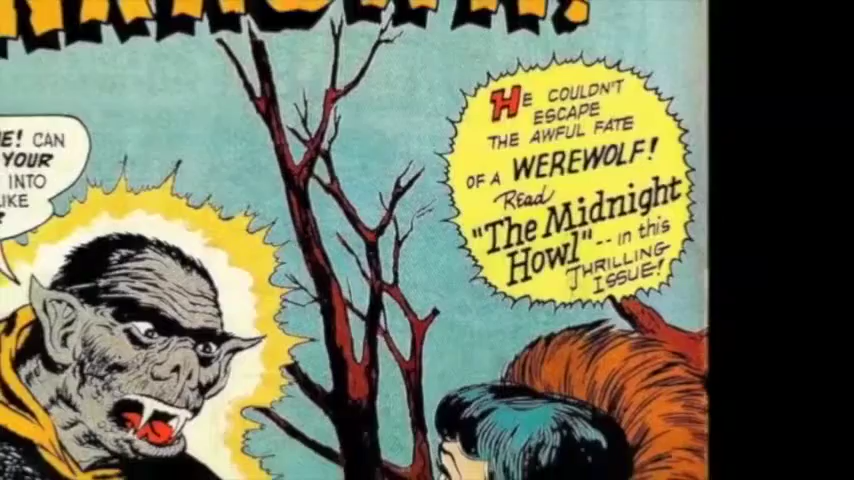 E! CAN
YOUR
INTO
IKE
HE COULDN'T
ESCAPE
THE AWFUL FATE
OF A WEREWOLF!
Read
"The Midnight
Howl" -- in this
THRILLING
ISSUE!